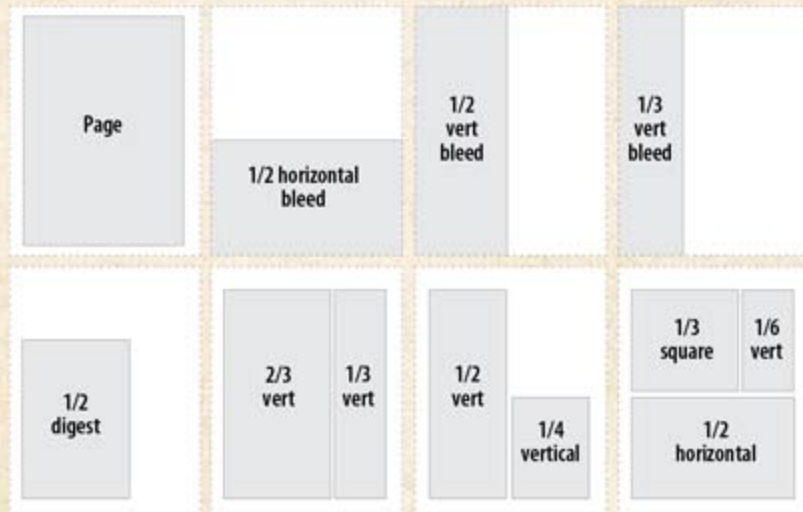 Page
1/2 horizontal
bleed
1/2
vert
bleed
1/3
vert
bleed
1/2
digest
2/3
vert
1/3
vert
1/2
vert
1/4
vertical
1/3
square
1/6
vert
1/2
horizontal